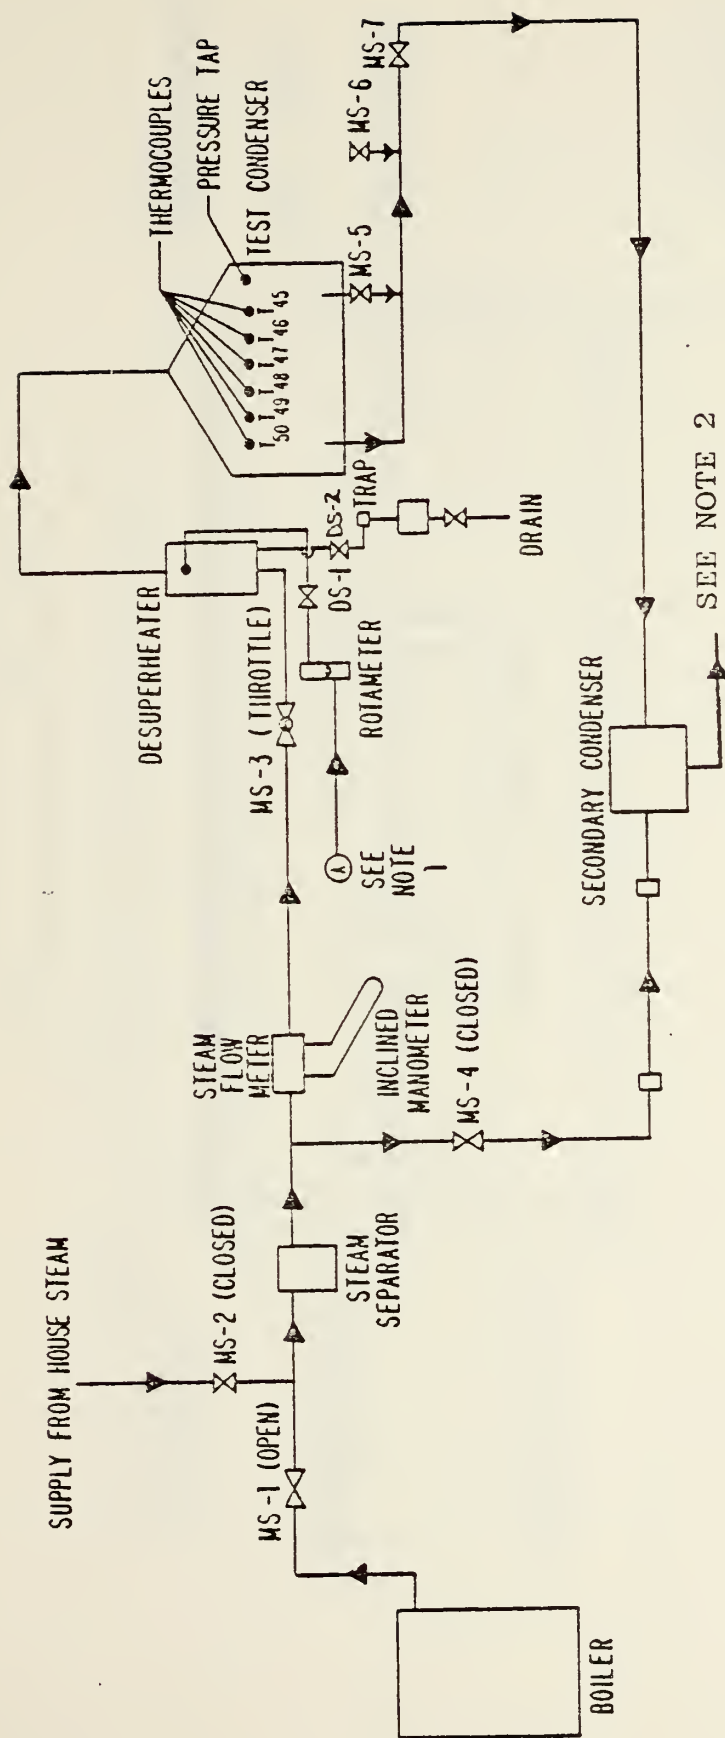 SUPPLY FROM HOUSE STEAM
MS-2 (CLOSED)
MS-1 (OPEN)
BOILER
STEAM
SEPARATOR
STEAM
FLOW
METER
INCLINED
MANOMETER
MS-4 (CLOSED)
DESUPERHEATER
MS-3 (THROTTLE)
A
SEE
NOTE
1
ROTAMETER
DS-1
DS-2
TRAP
DRAIN
THERMOCOUPLES
PRESSURE TAP
TEST CONDENSER
T50 T49 T48 T47 T46 T45
MS-5
MS-6
MS-7
SECONDARY CONDENSER
SEE NOTE 2